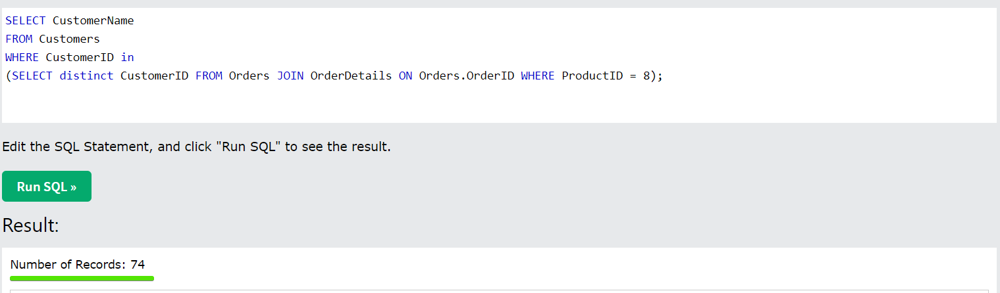 SELECT CustomerName
FROM Customers
WHERE CustomerID in
(SELECT distinct CustomerID FROM Orders JOIN OrderDetails ON Orders.OrderID WHERE ProductID = 8);
Edit the SQL Statement, and click "Run SQL" to see the result.
Run SQL »
Result:
Number of Records: 74